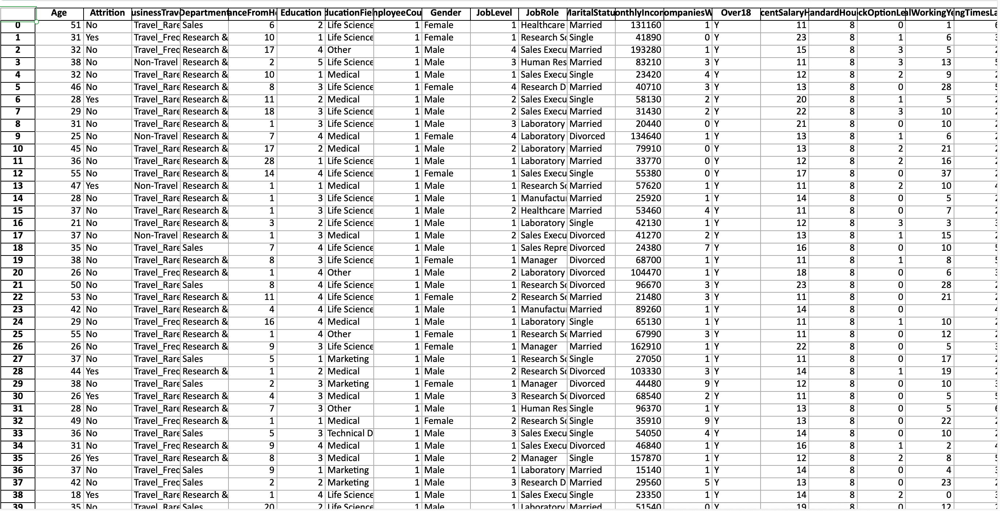 Age Attrition usinessTrav Department anceFromH Education ducationFie nployeeCou Gender JobLevel JobRole MaritalStatu onthlyIncor ompaniesW Over18 centSalaryH andardHou ckOptionLe alWorkingYe ngTimesLa
0 51 No Travel_Rare Sales 6 2 Life Science 1 Female 1 Healthcare Married 131160 1 Y 11 8 0 1
1 31 Yes Travel_Freq Research & 10 1 Life Science 1 Female 1 Research Sc Single 41890 0 Y 23 8 1 6
2 32 No Travel_Freq Research & 17 4 Other 1 Male 4 Sales Execu Married 193280 1 Y 15 8 3 5
3 38 No Non-Travel Research & 2 5 Life Science 1 Male 3 Human Res Married 83210 3 Y 11 8 3 13
4 32 No Travel_Rare Research & 10 1 Medical 1 Male 1 Sales Execu Single 23420 4 Y 12 8 2 9
5 46 No Travel_Rare Research & 8 3 Life Science 1 Female 4 Research D Married 40710 3 Y 13 8 0 28
6 28 Yes Travel_Rare Research & 11 2 Medical 1 Male 2 Sales Execu Single 58130 2 Y 20 8 1 5
7 29 No Travel_Rare Research & 18 3 Life Science 1 Male 2 Sales Execu Married 31430 2 Y 22 8 3 10
8 31 No Travel_Rare Research & 1 3 Life Science 1 Male 3 Laboratory Married 20440 0 Y 21 8 0 10
9 25 No Non-Travel Research & 7 4 Medical 1 Female 4 Laboratory Divorced 134640 1 Y 13 8 1 6
10 45 No Travel_Rare Research & 17 2 Medical 1 Male 2 Laboratory Married 79910 0 Y 13 8 2 21
11 36 No Travel_Rare Research & 28 1 Life Science 1 Male 1 Laboratory Married 33770 0 Y 12 8 2 16
12 55 No Travel_Rare Research & 14 4 Life Science 1 Female 1 Sales Execu Single 55380 0 Y 17 8 0 37
13 47 Yes Non-Travel Research & 1 1 Medical 1 Male 1 Research Sc Married 57620 1 Y 11 8 2 10
14 28 No Travel_Rare Research & 1 3 Life Science 1 Male 1 Manufactur Married 25920 1 Y 14 8 0 5
15 37 No Travel_Rare Research & 1 3 Life Science 1 Male 2 Healthcare Married 53460 4 Y 11 8 0 7
16 21 No Travel_Rare Research & 3 2 Life Science 1 Male 1 Laboratory Single 42130 1 Y 12 8 3 3
17 37 No Non-Travel Research & 1 3 Medical 1 Male 2 Sales Execu Divorced 41270 2 Y 13 8 1 15
18 35 No Travel_Rare Sales 7 4 Life Science 1 Male 1 Sales Repre Divorced 24380 7 Y 16 8 0 10
19 38 No Travel_Rare Research & 8 3 Life Science 1 Female 1 Manager Divorced 68700 1 Y 11 8 1 8
20 26 No Travel_Freq Research & 1 4 Other 1 Male 2 Laboratory Divorced 104470 1 Y 18 8 0 6
21 50 No Travel_Rare Sales 8 4 Life Science 1 Male 1 Research Sc Divorced 96670 3 Y 23 8 0 28
22 53 No Travel_Rare Research & 11 4 Life Science 1 Female 2 Research Sc Married 21480 3 Y 11 8 0 21
23 42 No Travel_Rare Research & 4 4 Life Science 1 Male 1 Manufactur Married 89260 1 Y 14 8 0
24 29 No Travel_Freq Research & 16 4 Medical 1 Male 1 Laboratory Single 65130 1 Y 11 8 1 10
25 55 No Travel_Rare Research & 1 4 Other 1 Female 1 Research Sc Married 67990 3 Y 11 8 0 12
26 26 No Travel_Freq Research & 9 3 Life Science 1 Female 1 Manager Married 162910 1 Y 22 8 0 5
27 37 No Travel_Rare Sales 5 1 Marketing 1 Male 1 Research Sc Single 27050 1 Y 11 8 0 17
28 44 Yes Travel_Freq Research & 1 2 Medical 1 Male 2 Research Sc Divorced 103330 3 Y 14 8 1 19
29 38 No Travel_Rare Sales 2 3 Marketing 1 Female 1 Manager Divorced 44480 9 Y 12 8 0 10
30 26 Yes Travel_Rare Research & 4 3 Medical 1 Male 3 Research Sc Divorced 68540 2 Y 11 8 0 5
31 28 No Travel_Rare Research & 7 3 Other 1 Male 1 Human Res Single 96370 1 Y 13 8 0 5
32 49 No Travel_Freq Research & 1 1 Medical 1 Female 2 Research Sc Single 35910 9 Y 13 8 0 22
33 36 No Travel_Rare Sales 5 3 Technical D 1 Male 3 Sales Execu Single 54050 4 Y 14 8 0 10
34 31 No Travel_Freq Research & 9 4 Medical 1 Male 1 Sales Execu Divorced 46840 1 Y 16 8 1 2
35 26 Yes Travel_Rare Research & 8 3 Medical 1 Male 2 Manager Single 157870 1 Y 12 8 2 8
36 37 No Travel_Freq Sales 9 1 Marketing 1 Male 1 Laboratory Married 15140 1 Y 14 8 0 4
37 42 No Travel_Freq Sales 2 2 Marketing 1 Male 3 Research D Married 29560 5 Y 13 8 0 23
38 18 Yes Travel_Rare Research & 1 4 Life Science 1 Male 1 Sales Execu Single 23350 1 Y 14 8 2 0
39 35 No Travel_Rare Sales 20 2 Life Science 1 Male 1 Laboratory Married 51540 0 Y 19 8 0 12